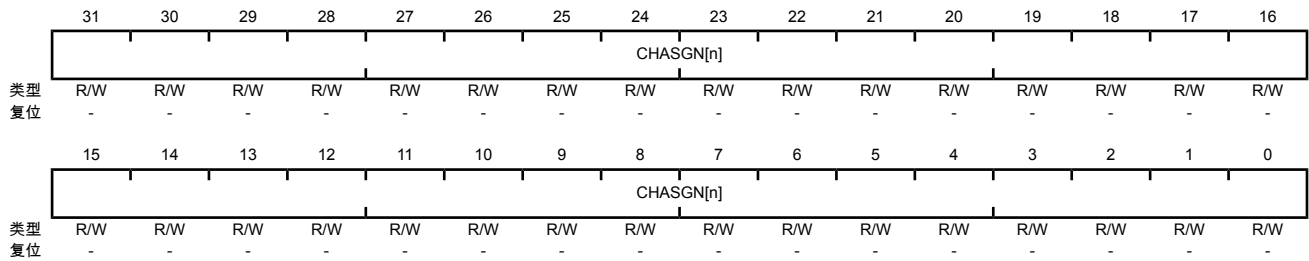 31 30 29 28 27 26 25 24 23 22 21 20 19 18 17 16
CHASGN[n]
类型 R/W R/W R/W R/W R/W R/W R/W R/W R/W R/W R/W R/W R/W R/W R/W R/W
复位 - - - - - - - - - - - - - - - -
15 14 13 12 11 10 9 8 7 6 5 4 3 2 1 0
CHASGN[n]
类型 R/W R/W R/W R/W R/W R/W R/W R/W R/W R/W R/W R/W R/W R/W R/W R/W
复位 - - - - - - - - - - - - - - - -